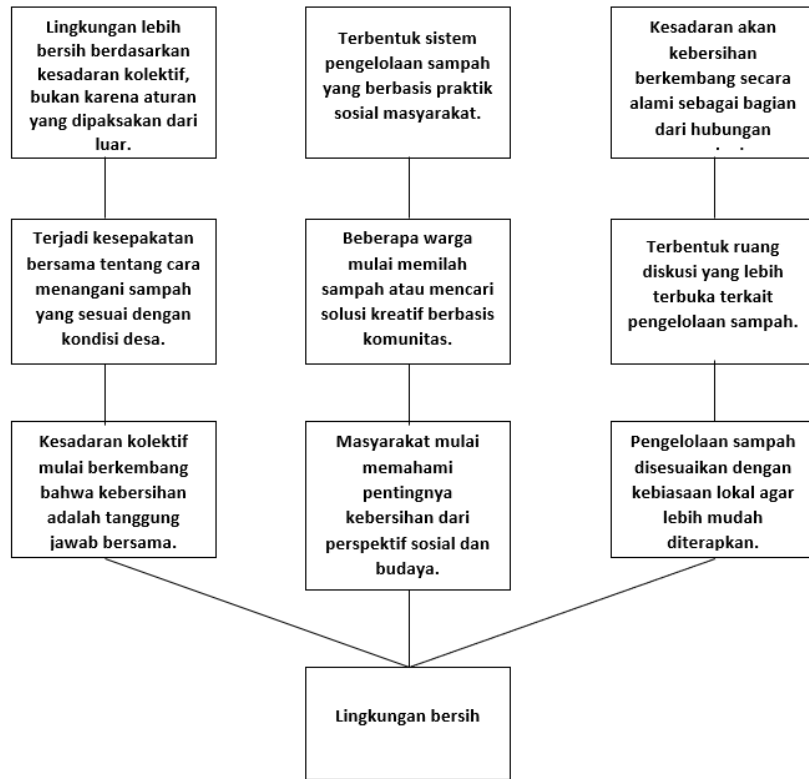 Lingkungan lebih
bersih berdasarkan
kesadaran kolektif,
bukan karena aturan
yang dipaksakan dari
luar.
Terbentuk sistem
pengelolaan sampah
yang berbasis praktik
sosial masyarakat.
Kesadaran akan
kebersihan
berkembang secara
alami sebagai bagian
dari hubungan
Terjadi kesepakatan
bersama tentang cara
menangani sampah
yang sesuai dengan
kondisi desa.
Beberapa warga
mulai memilah
sampah atau mencari
solusi kreatif berbasis
komunitas.
Terbentuk ruang
diskusi yang lebih
terbuka terkait
pengelolaan sampah.
Kesadaran kolektif
mulai berkembang
bahwa kebersihan
adalah tanggung
jawab bersama.
Masyarakat mulai
memahami
pentingnya
kebersihan dari
perspektif sosial dan
budaya.
Pengelolaan sampah
disesuaikan dengan
kebiasaan lokal agar
lebih mudah
diterapkan.
Lingkungan bersih